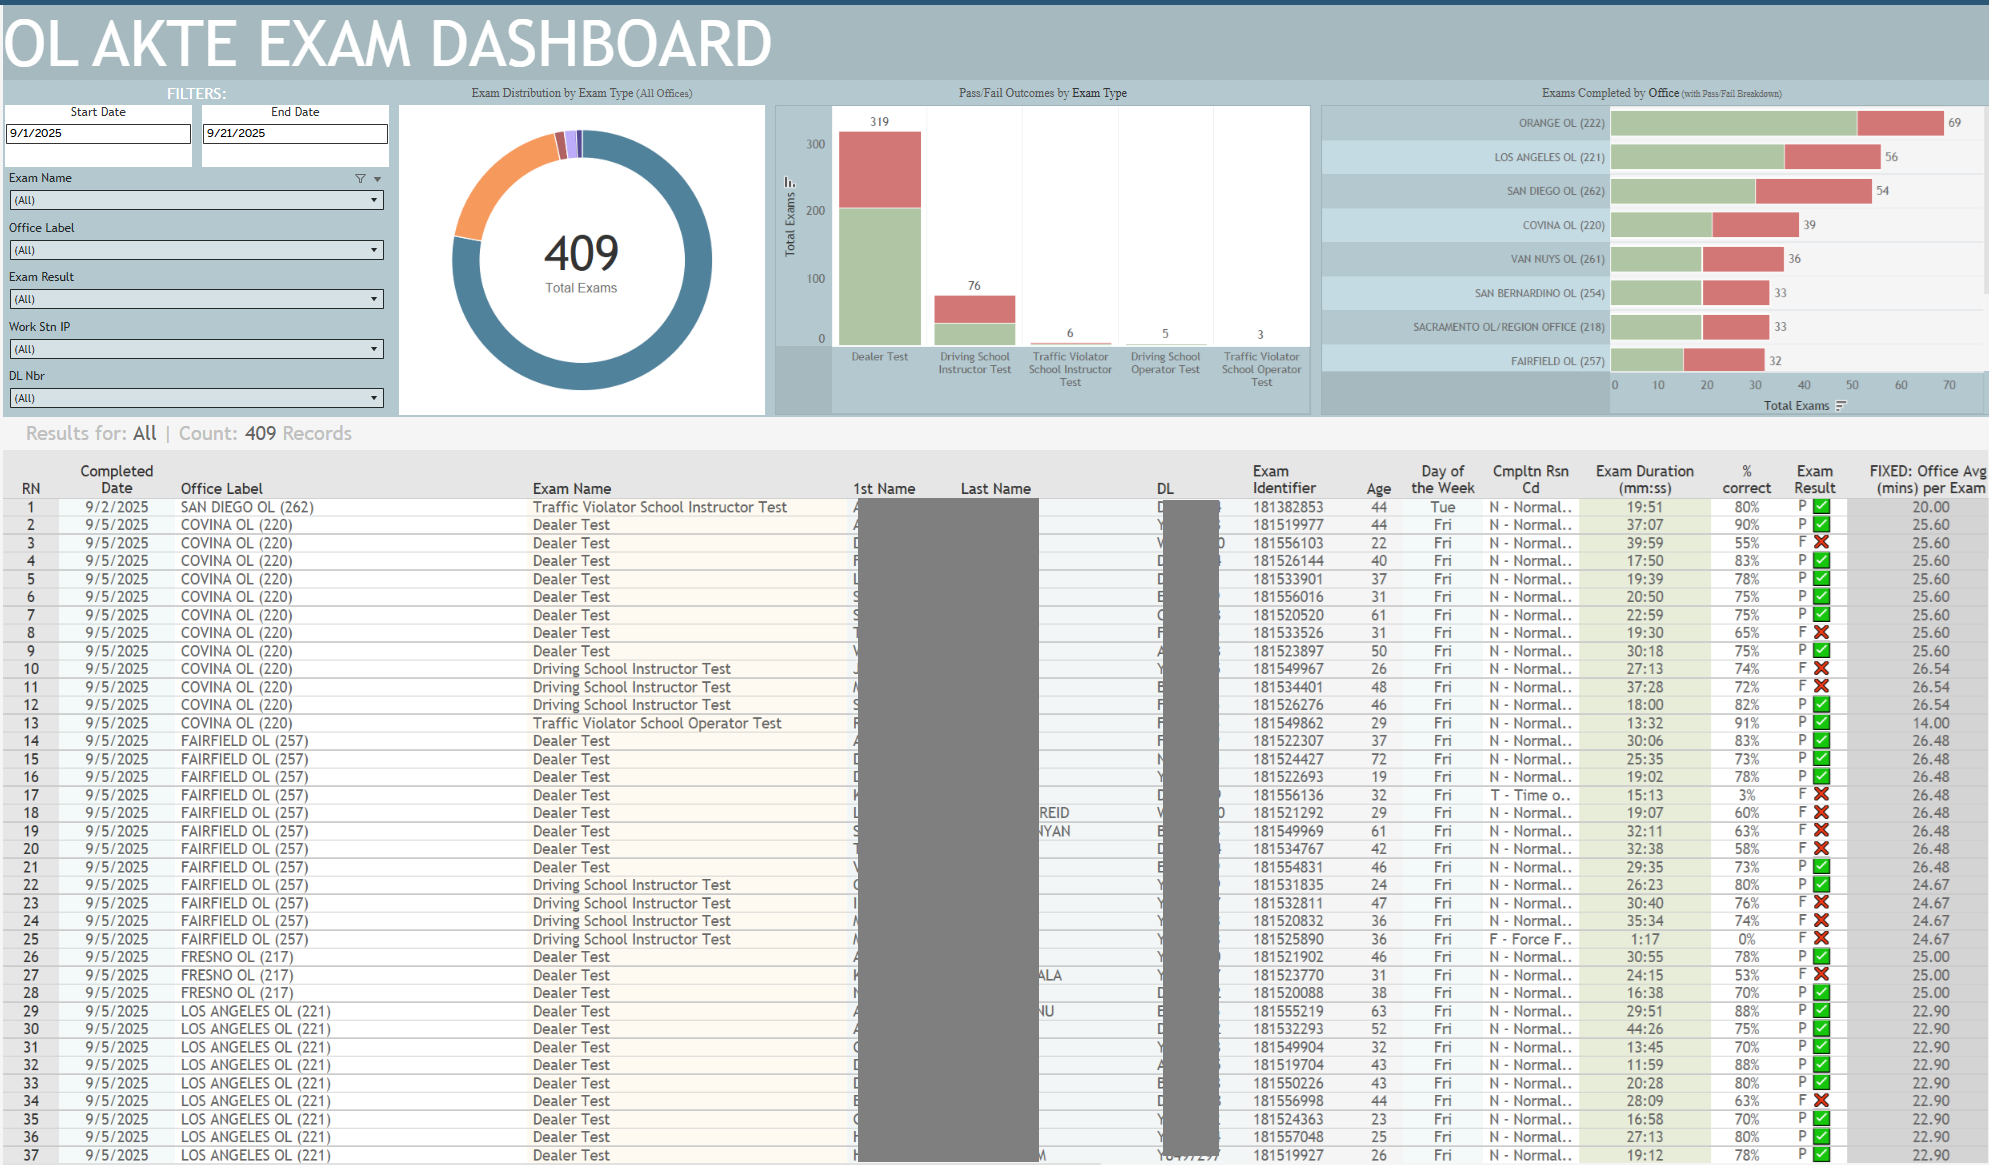 OL AKTE EXAM DASHBOARD
FILTERS:
Start Date End Date
9/1/2025 9/21/2025
Exam Name
(All)
Office Label
(All)
Exam Result
(All)
Work Stn IP
(All)
DL Nbr
(All)
Exam Distribution by Exam Type (All Offices)
409
Total Exams
Pass/Fail Outcomes by Exam Type
Total Exams
300
200
100
0
319
76
6
5
3
Dealer Test
Driving School Instructor Test
Traffic Violator School Instructor Test
Driving School Operator Test
Traffic Violator School Operator Test
Exams Completed by Office (with Pass/Fail Breakdown)
ORANGE OL (222) 69
LOS ANGELES OL (221) 56
SAN DIEGO OL (262) 54
COVINA OL (220) 39
VAN NUYS OL (261) 36
SAN BERNARDINO OL (254) 33
SACRAMENTO OL/REGION OFFICE (218) 33
FAIRFIELD OL (257) 32
0 10 20 30 40 50 60 70
Total Exams
Results for: All | Count: 409 Records
RN Completed Date Office Label Exam Name 1st Name Last Name DL Exam Identifier Age Day of the Week Cmpltn Rsn Cd Exam Duration (mm:ss) % correct Exam Result FIXED: Office Avg (mins) per Exam
1 9/2/2025 SAN DIEGO OL (262) Traffic Violator School Instructor Test 181382853 44 Tue N - Normal.. 19:51 80% P ✅ 20.00
2 9/5/2025 COVINA OL (220) Dealer Test 181519977 44 Fri N - Normal.. 37:07 90% P ✅ 25.60
3 9/5/2025 COVINA OL (220) Dealer Test 181556103 22 Fri N - Normal.. 39:59 55% F ❌ 25.60
4 9/5/2025 COVINA OL (220) Dealer Test 181526144 40 Fri N - Normal.. 17:50 83% P ✅ 25.60
5 9/5/2025 COVINA OL (220) Dealer Test 181533901 37 Fri N - Normal.. 19:39 78% P ✅ 25.60
6 9/5/2025 COVINA OL (220) Dealer Test 181556016 31 Fri N - Normal.. 20:50 75% P ✅ 25.60
7 9/5/2025 COVINA OL (220) Dealer Test 181520520 61 Fri N - Normal.. 22:59 75% P ✅ 25.60
8 9/5/2025 COVINA OL (220) Dealer Test 181533526 31 Fri N - Normal.. 19:30 65% F ❌ 25.60
9 9/5/2025 COVINA OL (220) Dealer Test 181523897 50 Fri N - Normal.. 30:18 75% P ✅ 25.60
10 9/5/2025 COVINA OL (220) Driving School Instructor Test 181549967 26 Fri N - Normal.. 27:13 74% F ❌ 26.54
11 9/5/2025 COVINA OL (220) Driving School Instructor Test 181534401 48 Fri N - Normal.. 37:28 72% F ❌ 26.54
12 9/5/2025 COVINA OL (220) Driving School Instructor Test 181526276 46 Fri N - Normal.. 18:00 82% P ✅ 26.54
13 9/5/2025 COVINA OL (220) Traffic Violator School Operator Test 181549862 29 Fri N - Normal.. 13:32 91% P ✅ 14.00
14 9/5/2025 FAIRFIELD OL (257) Dealer Test 181522307 37 Fri N - Normal.. 30:06 83% P ✅ 26.48
15 9/5/2025 FAIRFIELD OL (257) Dealer Test 181524427 72 Fri N - Normal.. 25:35 73% P ✅ 26.48
16 9/5/2025 FAIRFIELD OL (257) Dealer Test 181522693 19 Fri N - Normal.. 19:02 78% P ✅ 26.48
17 9/5/2025 FAIRFIELD OL (257) Dealer Test 181556136 32 Fri T - Time o.. 15:13 3% F ❌ 26.48
18 9/5/2025 FAIRFIELD OL (257) Dealer Test REID 181521292 29 Fri N - Normal.. 19:07 60% F ❌ 26.48
19 9/5/2025 FAIRFIELD OL (257) Dealer Test 181549969 61 Fri N - Normal.. 32:11 63% F ❌ 26.48
20 9/5/2025 FAIRFIELD OL (257) Dealer Test 181534767 42 Fri N - Normal.. 32:38 58% F ❌ 26.48
21 9/5/2025 FAIRFIELD OL (257) Dealer Test 181554831 46 Fri N - Normal.. 29:35 73% P ✅ 26.48
22 9/5/2025 FAIRFIELD OL (257) Driving School Instructor Test 181531835 24 Fri N - Normal.. 26:23 80% P ✅ 24.67
23 9/5/2025 FAIRFIELD OL (257) Driving School Instructor Test 181532811 47 Fri N - Normal.. 30:40 76% F ❌ 24.67
24 9/5/2025 FAIRFIELD OL (257) Driving School Instructor Test 181520832 36 Fri N - Normal.. 35:34 74% F ❌ 24.67
25 9/5/2025 FAIRFIELD OL (257) Driving School Instructor Test 181525890 36 Fri F - Force F.. 1:17 0% F ❌ 24.67
26 9/5/2025 FRESNO OL (217) Dealer Test 181521902 46 Fri N - Normal.. 30:55 78% P ✅ 25.00
27 9/5/2025 FRESNO OL (217) Dealer Test ALA 181523770 31 Fri N - Normal.. 24:15 53% F ❌ 25.00
28 9/5/2025 FRESNO OL (217) Dealer Test 181520088 38 Fri N - Normal.. 16:38 70% P ✅ 25.00
29 9/5/2025 LOS ANGELES OL (221) Dealer Test 181555219 63 Fri N - Normal.. 29:51 88% P ✅ 22.90
30 9/5/2025 LOS ANGELES OL (221) Dealer Test 181532293 52 Fri N - Normal.. 44:26 75% P ✅ 22.90
31 9/5/2025 LOS ANGELES OL (221) Dealer Test 181549904 32 Fri N - Normal.. 13:45 70% P ✅ 22.90
32 9/5/2025 LOS ANGELES OL (221) Dealer Test 181519704 43 Fri N - Normal.. 11:59 88% P ✅ 22.90
33 9/5/2025 LOS ANGELES OL (221) Dealer Test 181550226 43 Fri N - Normal.. 20:28 80% P ✅ 22.90
34 9/5/2025 LOS ANGELES OL (221) Dealer Test 181556998 44 Fri N - Normal.. 28:09 63% F ❌ 22.90
35 9/5/2025 LOS ANGELES OL (221) Dealer Test 181524363 23 Fri N - Normal.. 16:58 70% P ✅ 22.90
36 9/5/2025 LOS ANGELES OL (221) Dealer Test 181557048 25 Fri N - Normal.. 27:13 80% P ✅ 22.90
37 9/5/2025 LOS ANGELES OL (221) Dealer Test 181519927 26 Fri N - Normal.. 19:12 78% P ✅ 22.90